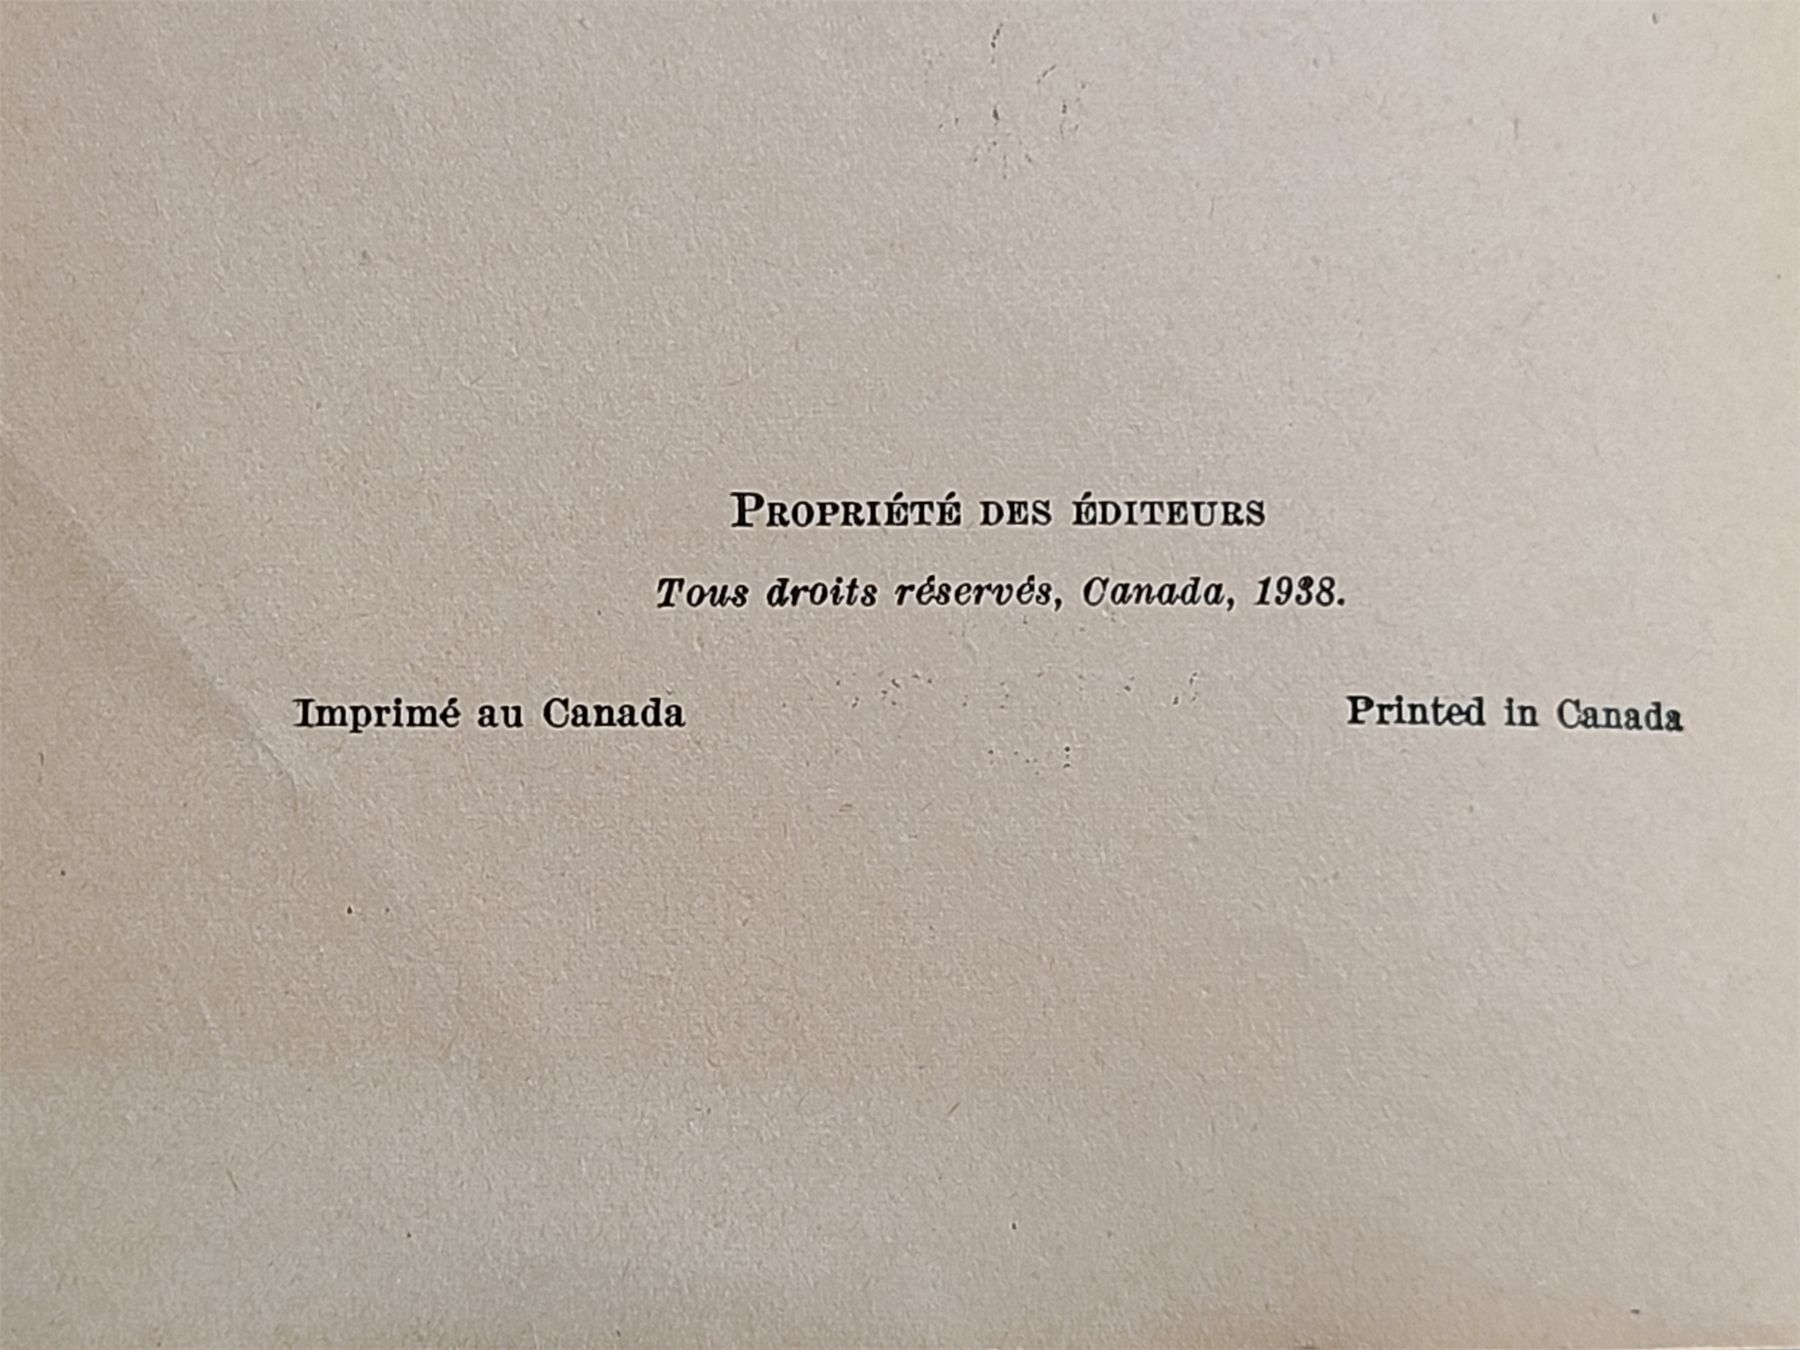 PROPRIÉTÉ DES ÉDITEURS
Tous droits réservés, Canada, 1938.
Imprimé au Canada Printed in Canada